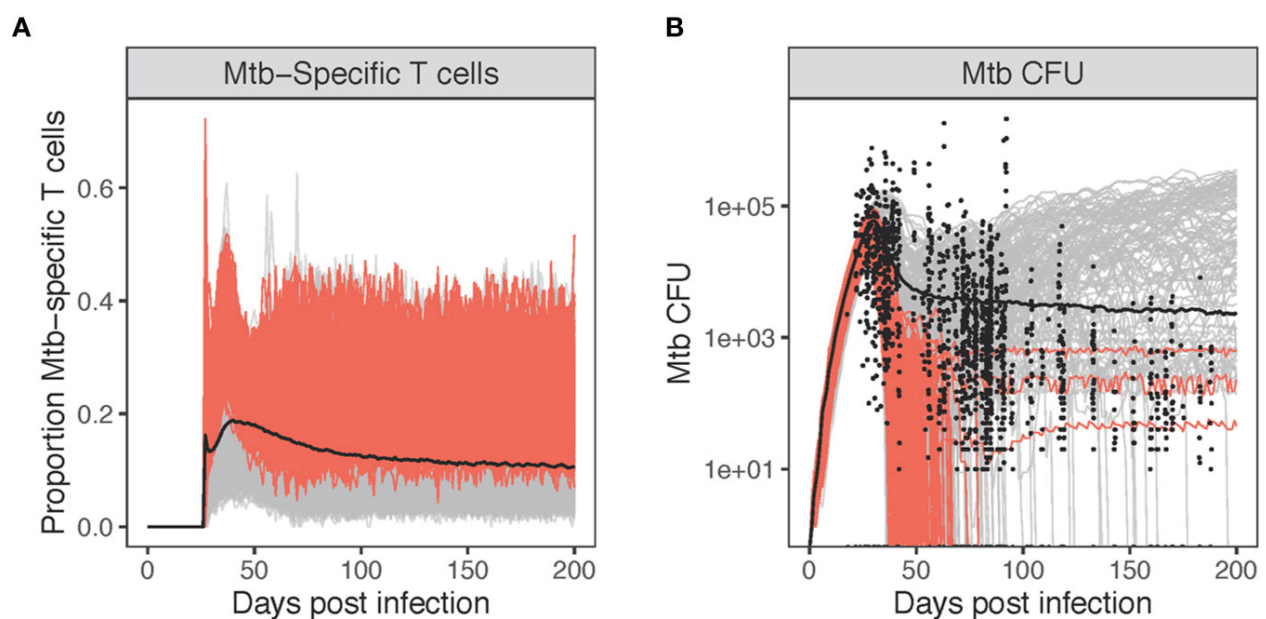 A
Mtb–Specific T cells
Proportion Mtb–specific T cells
0.6
0.4
0.2
0.0
0 50 100 150 200
Days post infection
B
Mtb CFU
Mtb CFU
1e+05
1e+03
1e+01
0 50 100 150 200
Days post infection